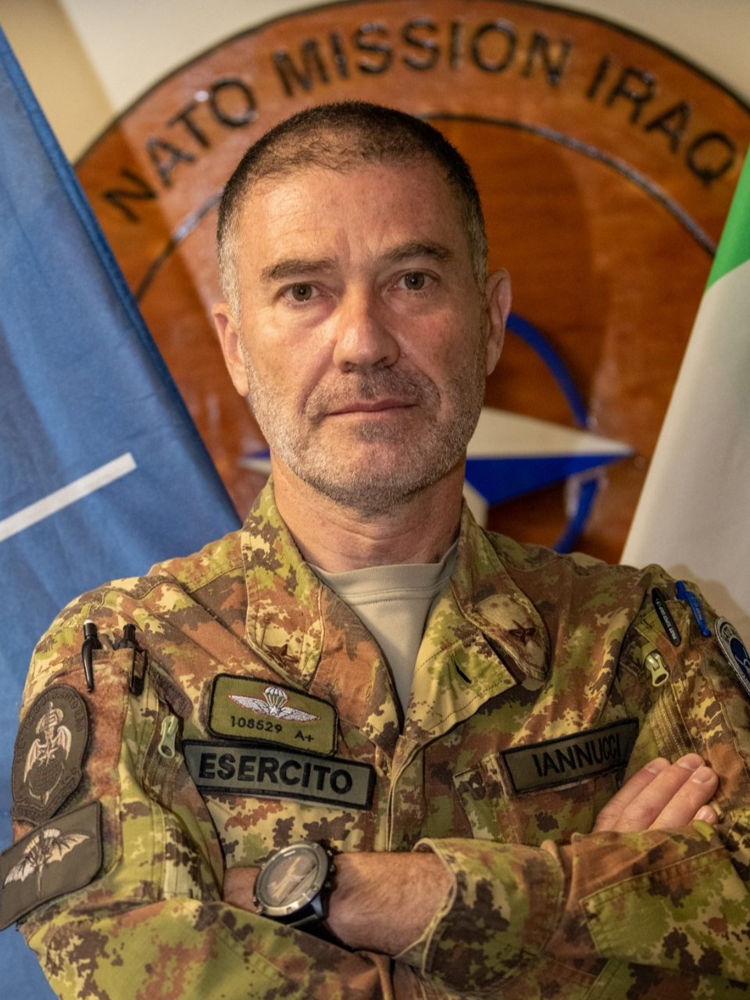 NATO MISSION IRAQ
108529 A+
ESERCITO
IANNUCCI